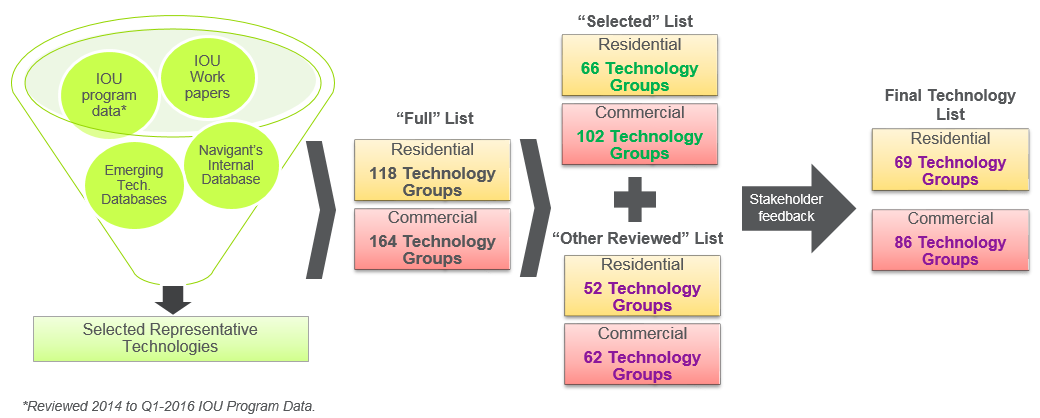 IOU
program
data*
IOU
Work
papers
Emerging
Tech.
Databases
Navigant’s
Internal
Database
Selected Representative
Technologies
*Reviewed 2014 to Q1-2016 IOU Program Data.
“Full” List
Residential
118 Technology
Groups
Commercial
164 Technology
Groups
“Selected” List
Residential
66 Technology
Groups
Commercial
102 Technology
Groups
“Other Reviewed” List
Residential
52 Technology
Groups
Commercial
62 Technology
Groups
Stakeholder
feedback
Final Technology
List
Residential
69 Technology
Groups
Commercial
86 Technology
Groups